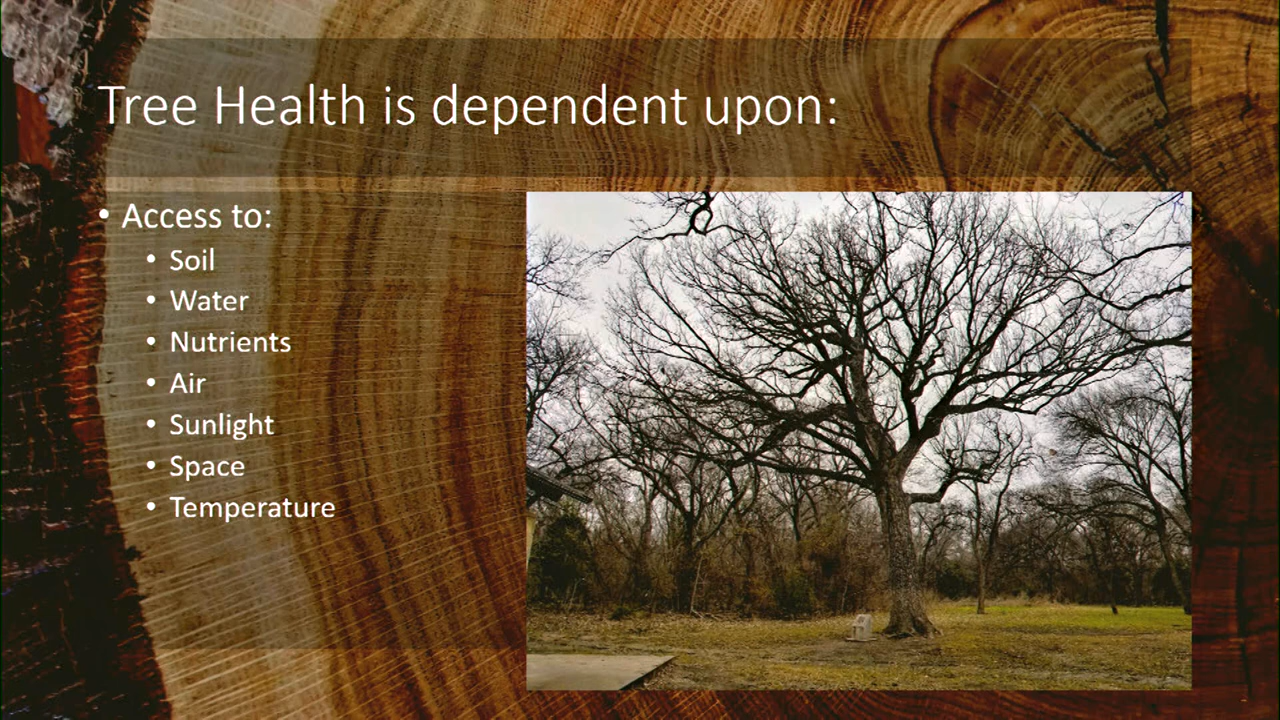 Tree Health is dependent upon:
• Access to:
• Soil
• Water
• Nutrients
• Air
• Sunlight
• Space
• Temperature